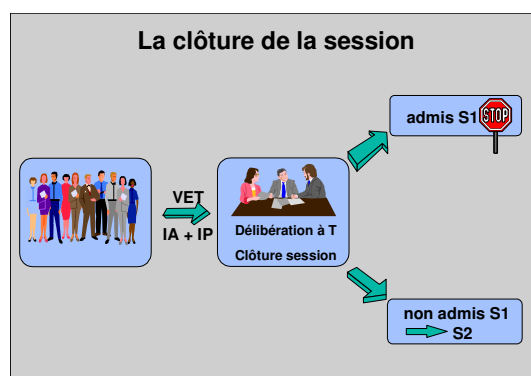 La clôture de la session
admis S1
STOP
VET
IA + IP
Délibération à T
Clôture session
non admis S1
S2